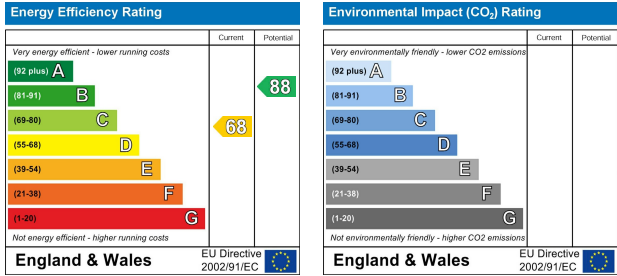 Energy Efficiency Rating
Current Potential
Very energy efficient - lower running costs
(92 plus) A
(81-91) B
88
(69-80) C
68
(55-68) D
(39-54) E
(21-38) F
(1-20) G
Not energy efficient - higher running costs
England & Wales
EU Directive
2002/91/EC
Environmental Impact (CO₂) Rating
Current Potential
Very environmentally friendly - lower CO2 emissions
(92 plus) A
(81-91) B
(69-80) C
(55-68) D
(39-54) E
(21-38) F
(1-20) G
Not environmentally friendly - higher CO2 emissions
England & Wales
EU Directive
2002/91/EC